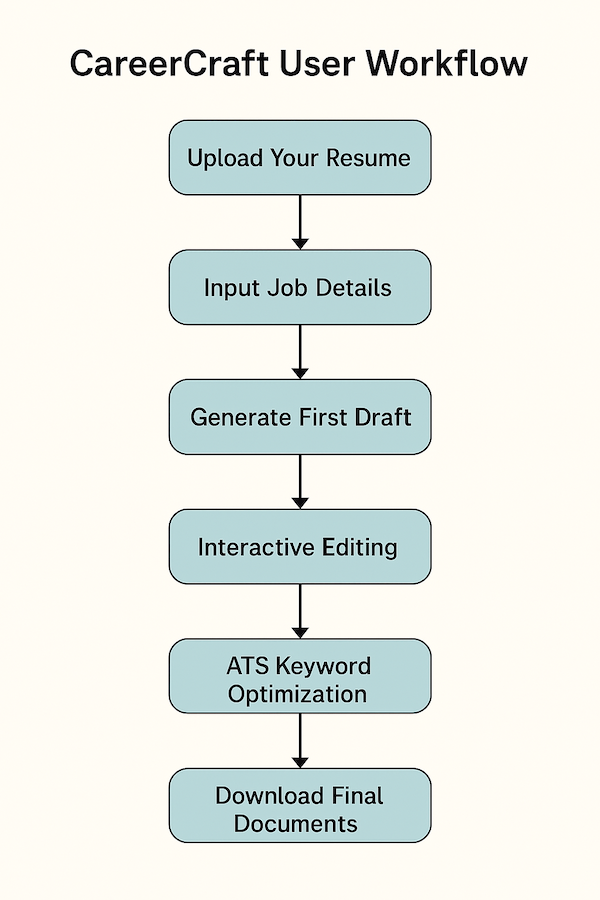 CareerCraft User Workflow
Upload Your Resume
Input Job Details
Generate First Draft
Interactive Editing
ATS Keyword
Optimization
Download Final
Documents